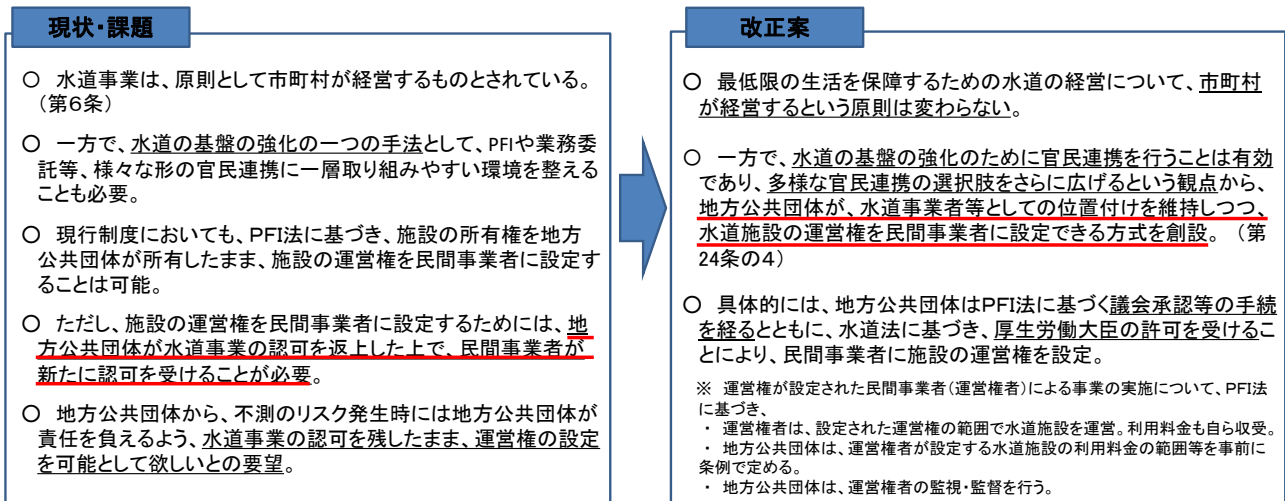 現状・課題
○ 水道事業は、原則として市町村が経営するものとされている。
（第６条）
○ 一方で、水道の基盤の強化の一つの手法として、PFIや業務委
託等、様々な形の官民連携に一層取り組みやすい環境を整える
ことも必要。
○ 現行制度においても、PFI法に基づき、施設の所有権を地方
公共団体が所有したまま、施設の運営権を民間事業者に設定す
ることは可能。
○ ただし、施設の運営権を民間事業者に設定するためには、地
方公共団体が水道事業の認可を返上した上で、民間事業者が
新たに認可を受けることが必要。
○ 地方公共団体から、不測のリスク発生時には地方公共団体が
責任を負えるよう、水道事業の認可を残したまま、運営権の設定
を可能として欲しいとの要望。
改正案
○ 最低限の生活を保障するための水道の経営について、市町村
が経営するという原則は変わらない。
○ 一方で、水道の基盤の強化のために官民連携を行うことは有効
であり、多様な官民連携の選択肢をさらに広げるという観点から、
地方公共団体が、水道事業者等としての位置付けを維持しつつ、
水道施設の運営権を民間事業者に設定できる方式を創設。（第
24条の４）
○ 具体的には、地方公共団体はPFI法に基づく議会承認等の手続
を経るとともに、水道法に基づき、厚生労働大臣の許可を受けるこ
とにより、民間事業者に施設の運営権を設定。
※ 運営権が設定された民間事業者（運営権者）による事業の実施について、PFI法
に基づき、
・ 運営権者は、設定された運営権の範囲で水道施設を運営。利用料金も自ら収受。
・ 地方公共団体は、運営権者が設定する水道施設の利用料金の範囲等を事前に
条例で定める。
・ 地方公共団体は、運営権者の監視・監督を行う。